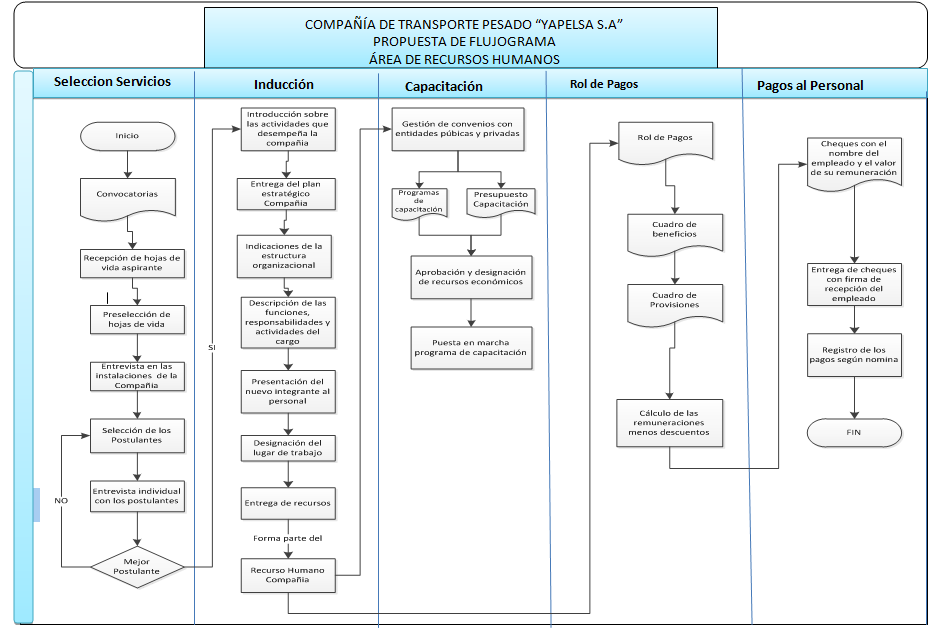 COMPAÑÍA DE TRANSPORTE PESADO “YAPELSA S.A”
PROPUESTA DE FLUJOGRAMA
ÁREA DE RECURSOS HUMANOS
Seleccion Servicios
Inducción
Capacitación
Rol de Pagos
Pagos al Personal
Inicio
Convocatorias
Recepción de hojas de
vida aspirante
Preselección de
hojas de vida
Entrevista en las
instalaciones de la
Compañia
Selección de los
Postulantes
Entrevista individual
con los postulantes
Mejor
Postulante
NO
SI
Introducción sobre
las actividades que
desempeña la
compañia
Entrega del plan
estratégico
Compañia
Indicaciones de la
estructura
organizacional
Descripción de las
funciones,
responsabilidades y
actividades del
cargo
Presentación del
nuevo integrante al
personal
Designación del
lugar de trabajo
Entrega de recursos
Forma parte del
Recurso Humano
Compañia
Gestión de convenios con
entidades púbicas y privadas
Programas
de
capacitación
Presupuesto
Capacitación
Aprobación y designación
de recursos económicos
Puesta en marcha
programa de capacitación
Rol de Pagos
Cuadro de
beneficios
Cuadro de
Provisiones
Cálculo de las
remuneraciones
menos descuentos
Cheques con el
nombre del
empleado y el valor
de su remuneración
Entrega de cheques
con firma de
recepción del
empleado
Registro de los
pagos según nomina
FIN